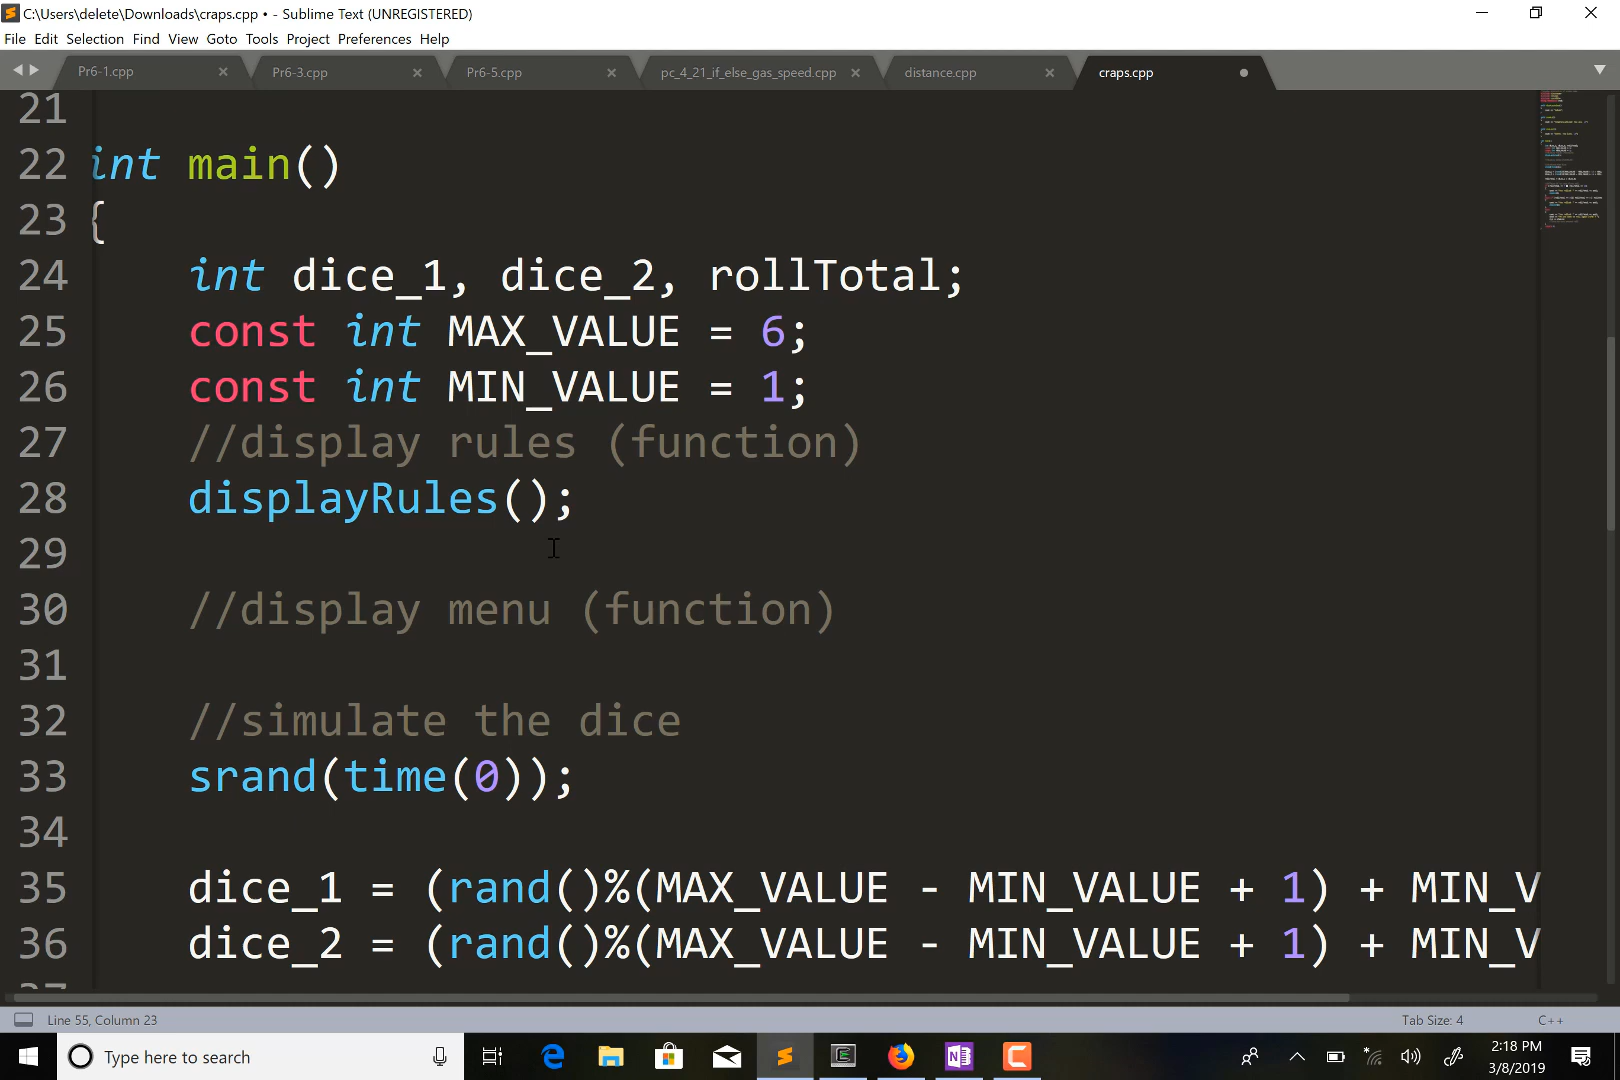 C:\Users\delete\Downloads\craps.cpp • - Sublime Text (UNREGISTERED)
File Edit Selection Find View Goto Tools Project Preferences Help
Pr6-1.cpp Pr6-3.cpp Pr6-5.cpp pc_4_21_if_else_gas_speed.cpp distance.cpp craps.cpp
21
22 int main()
23 {
24 int dice_1, dice_2, rollTotal;
25 const int MAX_VALUE = 6;
26 const int MIN_VALUE = 1;
27 //display rules (function)
28 displayRules();
29
30 //display menu (function)
31
32 //simulate the dice
33 srand(time(0));
34
35 dice_1 = (rand()%(MAX_VALUE - MIN_VALUE + 1) + MIN_V
36 dice_2 = (rand()%(MAX_VALUE - MIN_VALUE + 1) + MIN_V
Line 55, Column 23 Tab Size: 4 C++
Type here to search
2:18 PM
3/8/2019